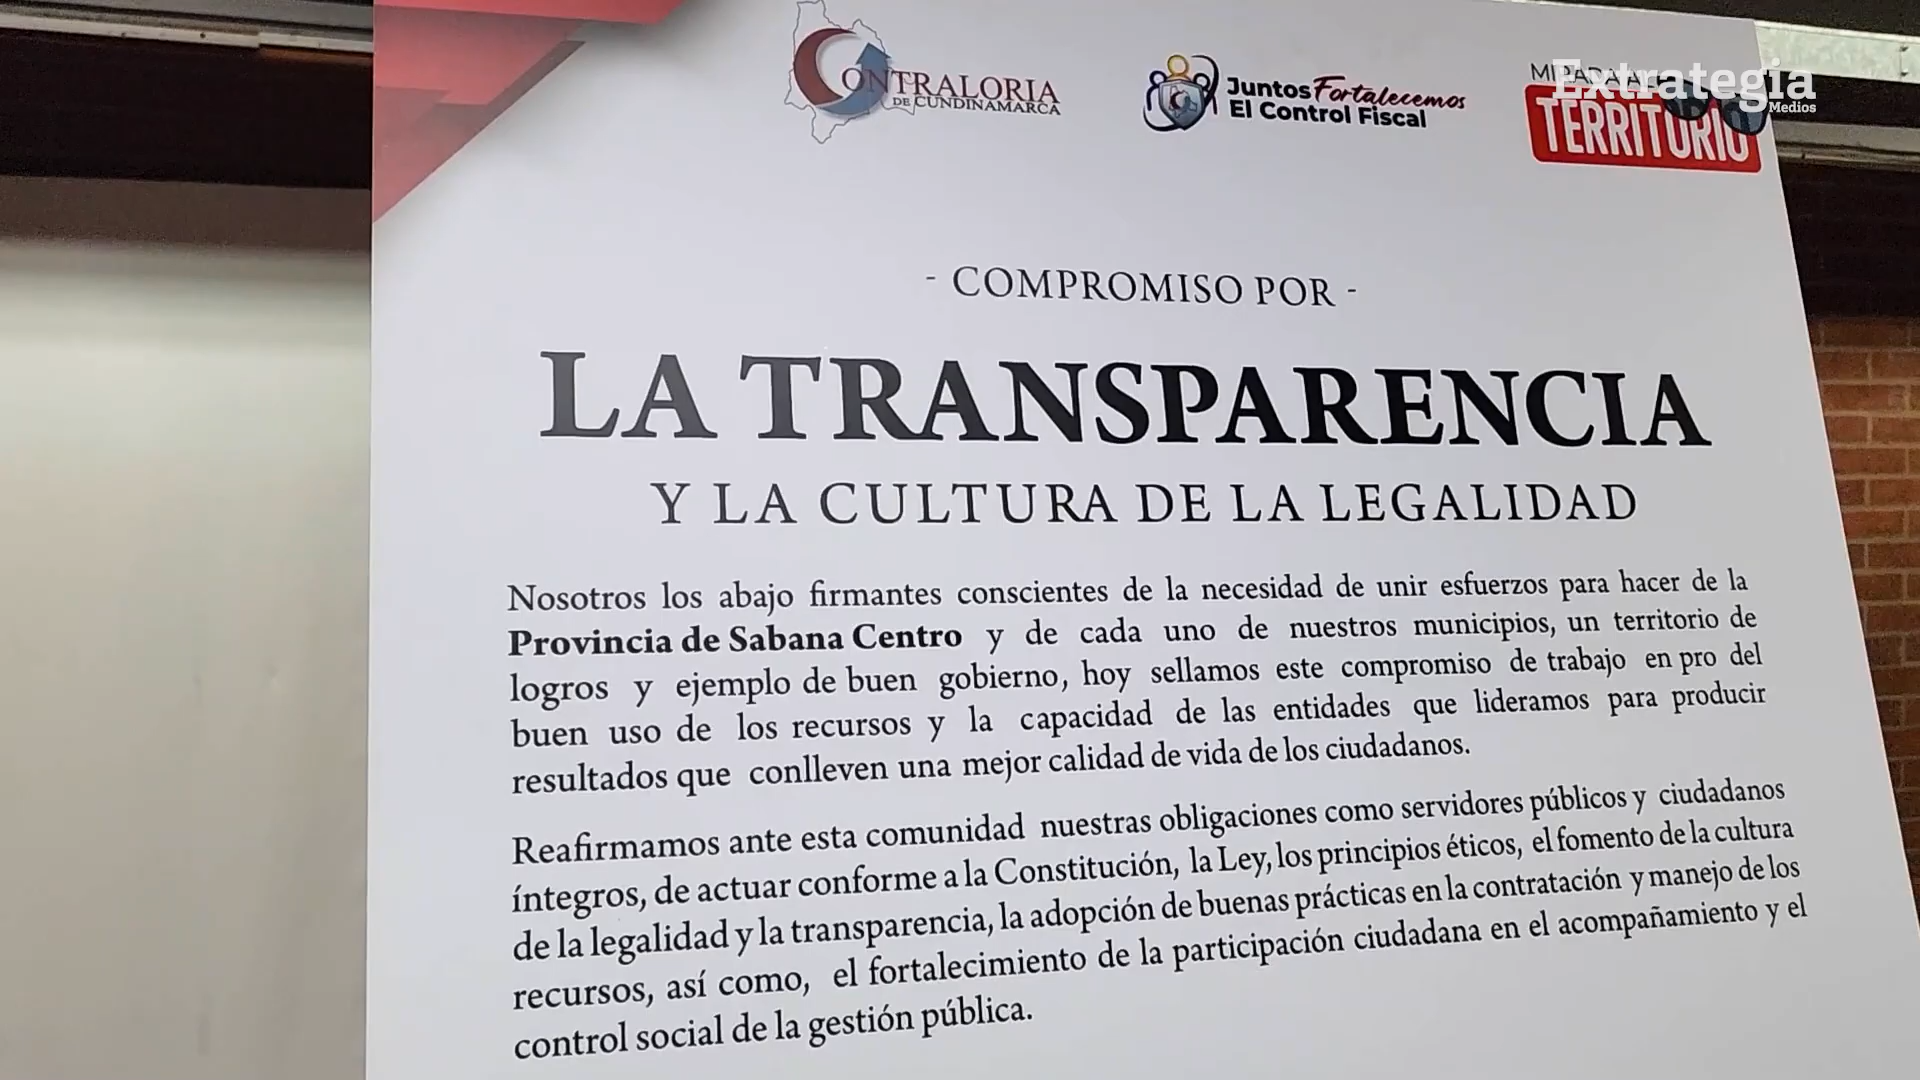 CONTRALORIA
DE CUNDINAMARCA
Juntos Fortalecemos
El Control Fiscal
TERRITORIO
Extrategia
Medios
- COMPROMISO POR -
LA TRANSPARENCIA
Y LA CULTURA DE LA LEGALIDAD
Nosotros los abajo firmantes conscientes de la necesidad de unir esfuerzos para hacer de la
Provincia de Sabana Centro y de cada uno de nuestros municipios, un territorio de
logros y ejemplo de buen gobierno, hoy sellamos este compromiso de trabajo en pro del
buen uso de los recursos y la capacidad de las entidades que lideramos para producir
resultados que conlleven una mejor calidad de vida de los ciudadanos.
Reafirmamos ante esta comunidad nuestras obligaciones como servidores públicos y ciudadanos
íntegros, de actuar conforme a la Constitución, la Ley, los principios éticos, el fomento de la cultura
de la legalidad y la transparencia, la adopción de buenas prácticas en la contratación y manejo de los
recursos, así como, el fortalecimiento de la participación ciudadana en el acompañamiento y el
control social de la gestión pública.